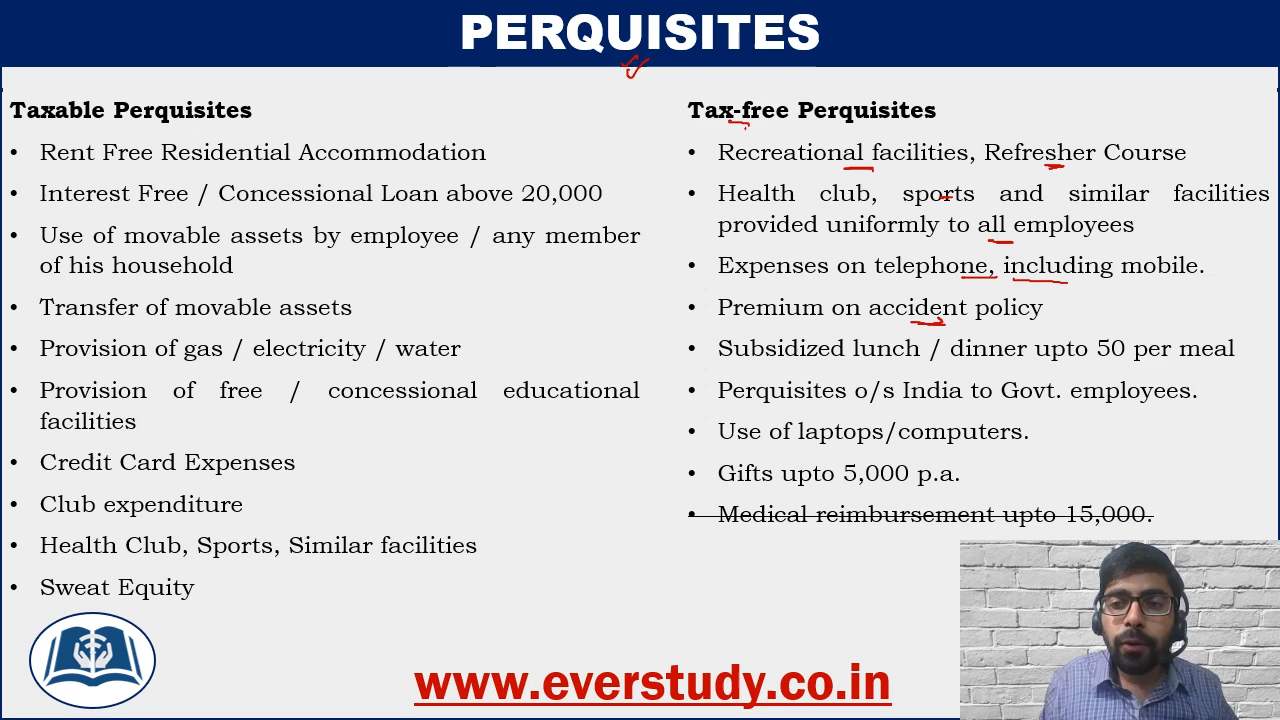 PERQUISITES
Taxable Perquisites
• Rent Free Residential Accommodation
• Interest Free / Concessional Loan above 20,000
• Use of movable assets by employee / any member
of his household
• Transfer of movable assets
• Provision of gas / electricity / water
• Provision of free / concessional educational
facilities
• Credit Card Expenses
• Club expenditure
• Health Club, Sports, Similar facilities
• Sweat Equity
Tax-free Perquisites
• Recreational facilities, Refresher Course
• Health club, sports and similar facilities
provided uniformly to all employees
• Expenses on telephone, including mobile.
• Premium on accident policy
• Subsidized lunch / dinner upto 50 per meal
• Perquisites o/s India to Govt. employees.
• Use of laptops/computers.
• Gifts upto 5,000 p.a.
• Medical reimbursement upto 15,000.
www.everstudy.co.in